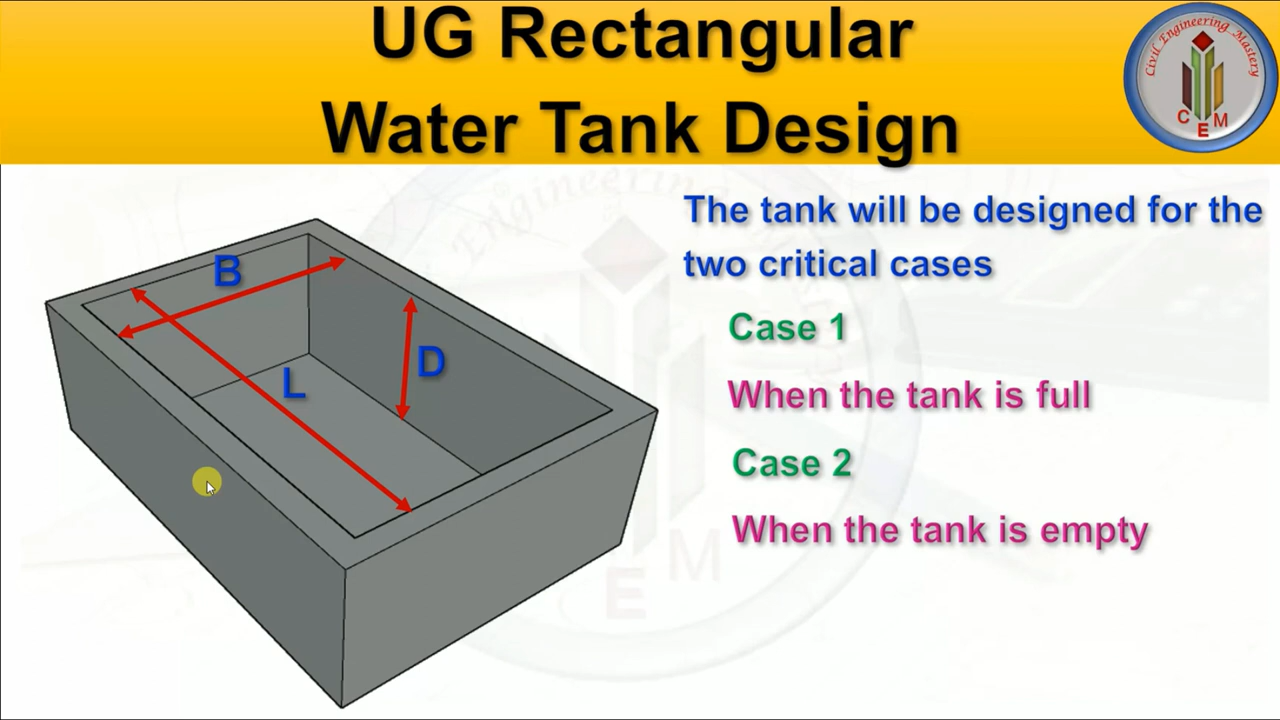 UG Rectangular
Water Tank Design
Civil Engineering Mastery
C E M
The tank will be designed for the
two critical cases
Case 1
When the tank is full
Case 2
When the tank is empty
B
L
D
Engineering
E M